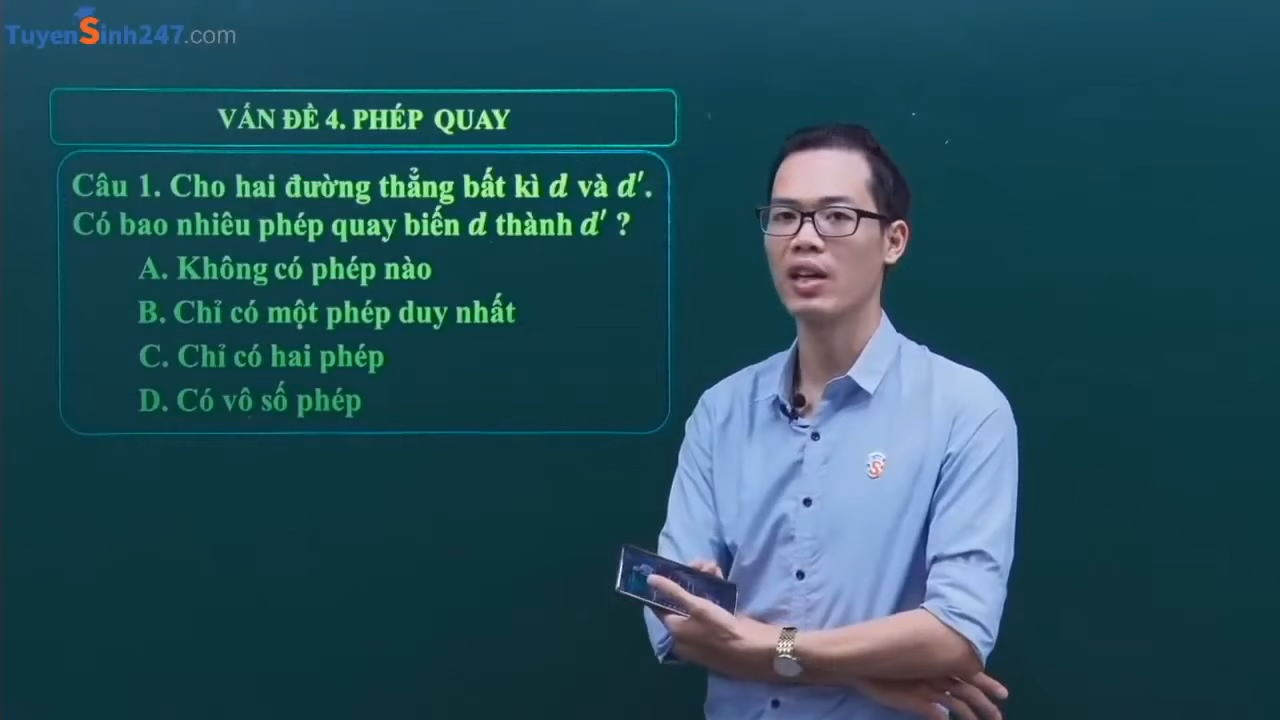 TuyenSinh247.com
VẤN ĐỀ 4. PHÉP QUAY
Câu 1. Cho hai đường thẳng bất kì d và d′.
Có bao nhiêu phép quay biến d thành d′ ?
A. Không có phép nào
B. Chỉ có một phép duy nhất
C. Chỉ có hai phép
D. Có vô số phép
S